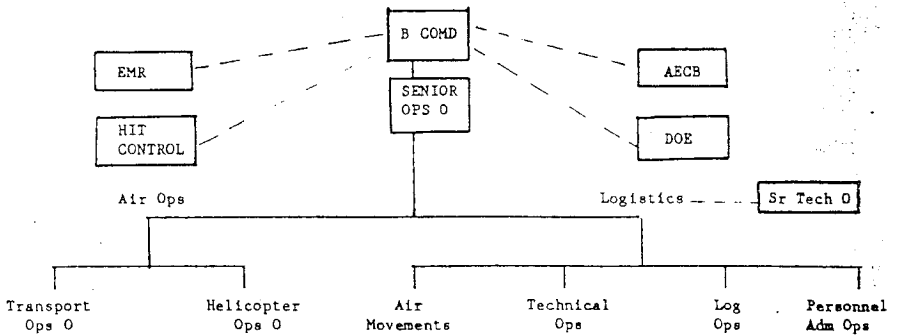 B COMD
EMR
AECB
SENIOR
OPS O
HIT
CONTROL
DOE
Air Ops
Logistics
Sr Tech O
Transport
Ops O
Helicopter
Ops O
Air
Movements
Technical
Ops
Log
Ops
Personnel
Adm Ops